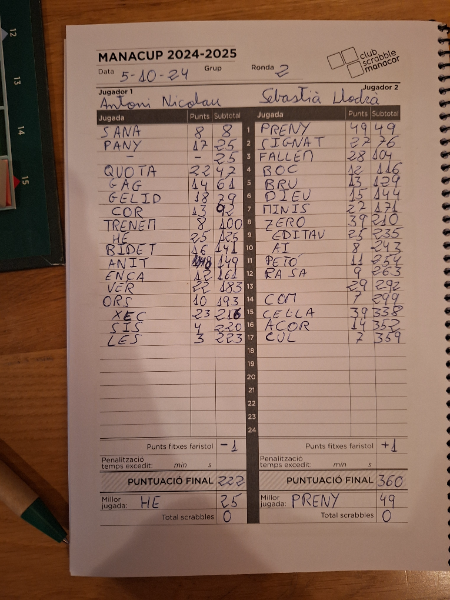 MANACUP 2024-2025
Data 5-10-24 Grup Ronda 2
club scrabble manacor
Jugador 1 Jugador 2
Antoni Nicolau Sebastià Lladrà
Jugada Punts Subtotal Jugada Punts Subtotal
SANA 8 8 1 PRENY 49 49
PANY 17 25 2 SIGNAT 27 76
- - 25 3 FALLEN 28 104
QUOTA 22 47 4 BOC 12 116
GAG 14 61 5 BRU 13 129
GELID 18 79 6 DIEU 15 144
COR 13 92 7 MINIS 27 171
TRENEM 8 100 8 ZERO 39 210
HE 25 125 9 EDITAU 25 235
BIDET 16 141 10 AI 8 243
ANIT 149 11 PETO 11 254
ENCA 12 161 12 RASA 9 263
VER 22 183 13 29 292
ORS 10 193 14 COM 7 299
XEC 23 216 15 CELLA 39 338
SIS 4 220 16 ACOR 14 352
LES 3 223 17 CUL 7 359
18
19
20
21
22
23
24
Punts fitxes faristol -1 Punts fitxes faristol +1
Penalització temps excedit: min s Penalització temps excedit: min s
PUNTUACIÓ FINAL 222 PUNTUACIÓ FINAL 360
Millor jugada: HE 25 Millor jugada: PRENY 49
Total scrabbles 0 Total scrabbles 0
12
13
14
15